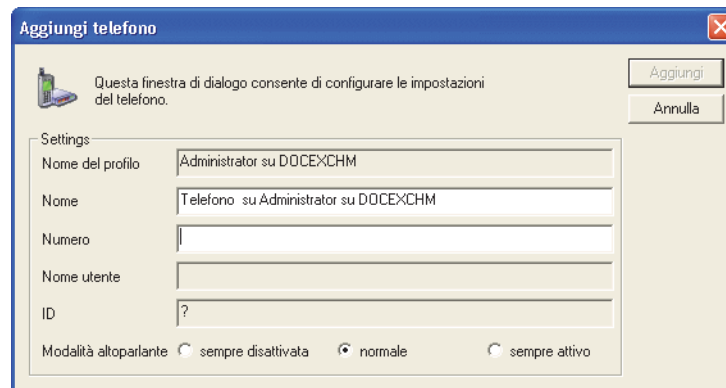 Aggiungi telefono
Questa finestra di dialogo consente di configurare le impostazioni
del telefono.
Aggiungi
Annulla
Settings
Nome del profilo Administrator su DOCEXCHM
Nome Telefono su Administrator su DOCEXCHM
Numero
Nome utente
ID ?
Modalità altoparlante sempre disattivata normale sempre attivo